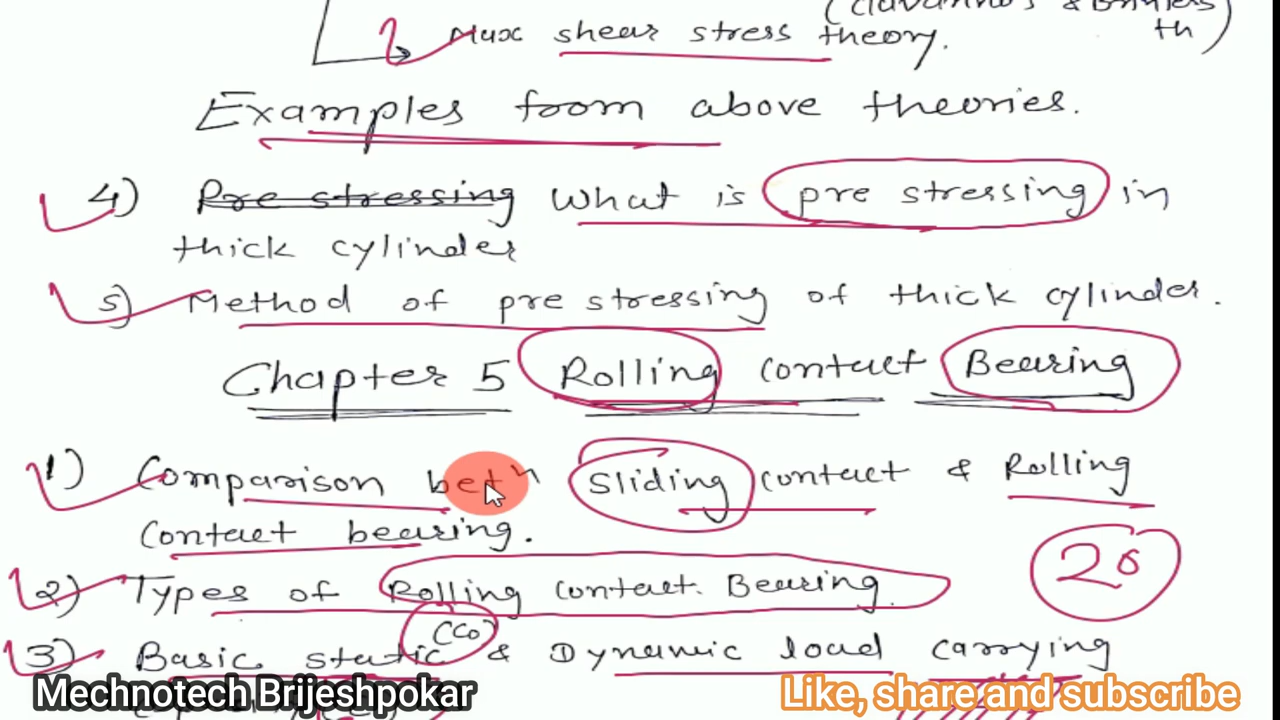 (Clavarino's & Birnie's
Max shear stress theory. th)
Examples from above theories.
4) Pre stressing What is pre stressing in
thick cylinder
5) Method of pre stressing of thick cylinder.
Chapter 5 Rolling contact Bearing
1) Comparison betn sliding contact & Rolling
contact bearing.
2) Types of Rolling contact. Bearing.
20
(Co)
3) Basic static & Dynamic load carrying
Mechnotech Brijeshpokar
Like, share and subscribe